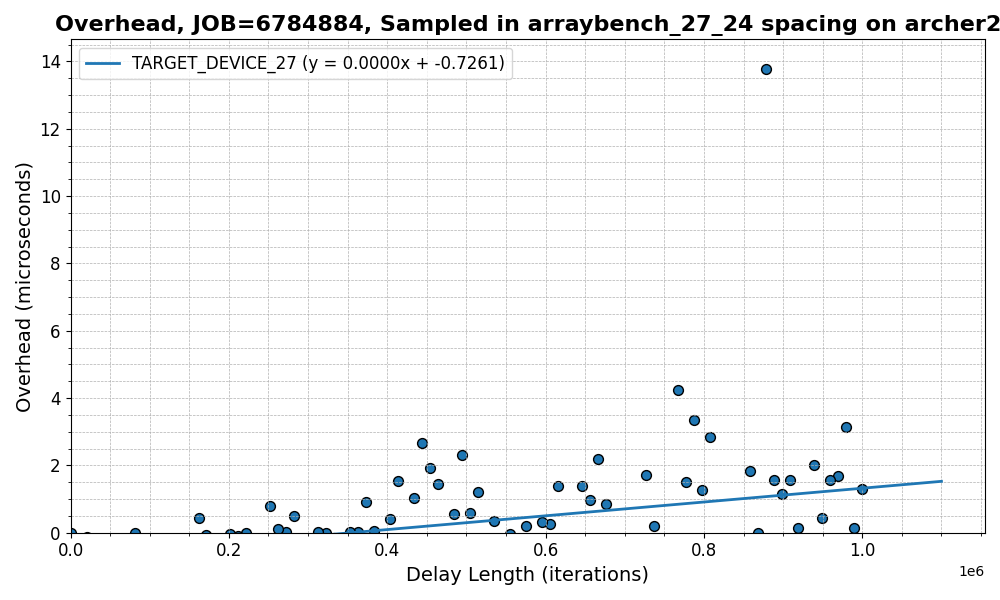 Overhead, JOB=6784884, Sampled in arraybench_27_24 spacing on archer2
TARGET_DEVICE_27 (y = 0.0000x + -0.7261)
Overhead (microseconds)
14
12
10
8
6
4
2
0
0.0 0.2 0.4 0.6 0.8 1.0
1e6
Delay Length (iterations)